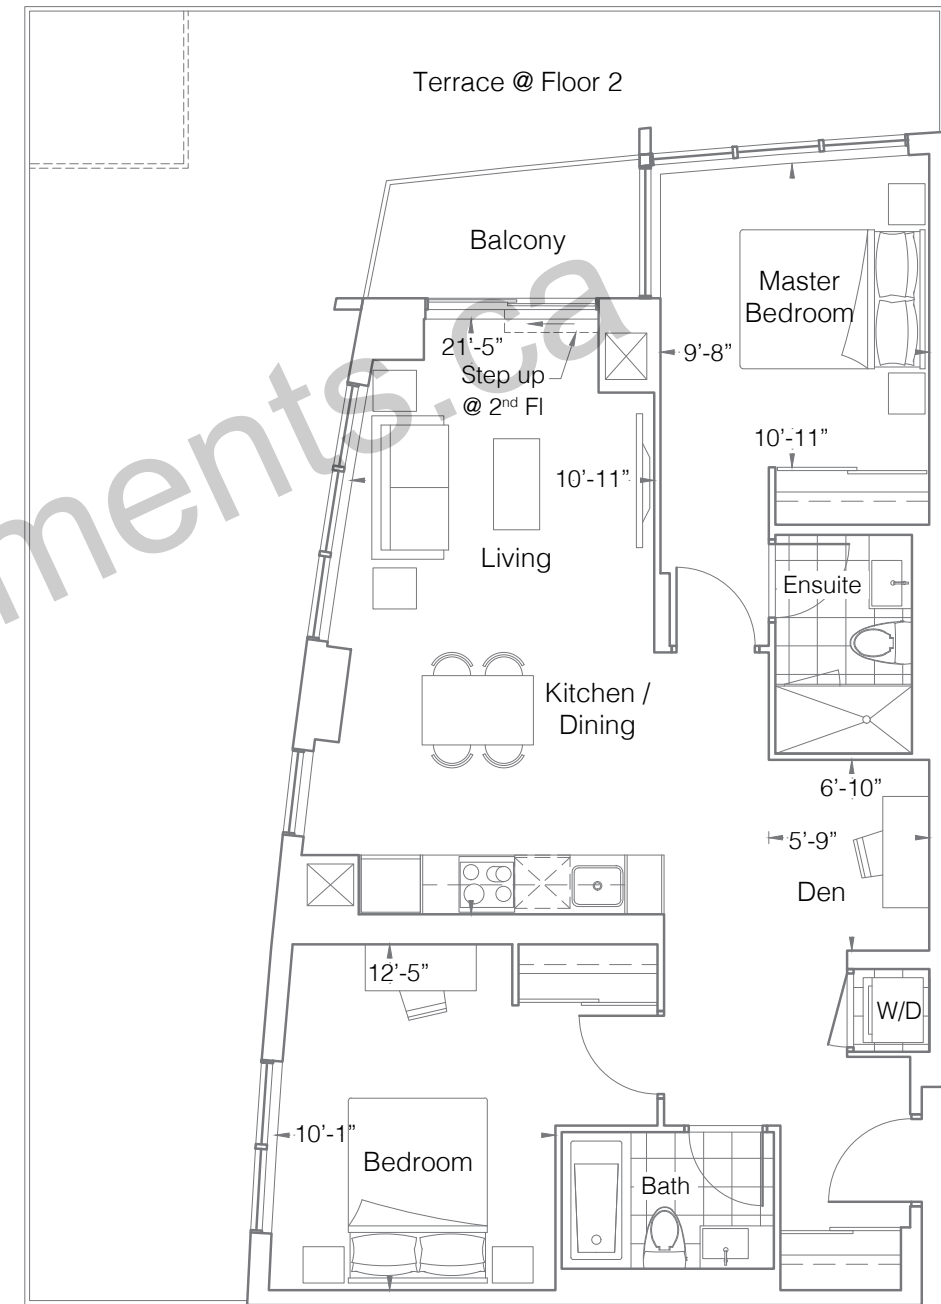 Terrace @ Floor 2
Balcony
Master
Bedroom
21’-5”
Step up
@ 2nd Fl
9’-8”
10’-11”
10’-11”
Living
Ensuite
Kitchen /
Dining
6’-10”
5’-9”
Den
12’-5”
W/D
10’-1”
Bedroom
Bath
ments.ca